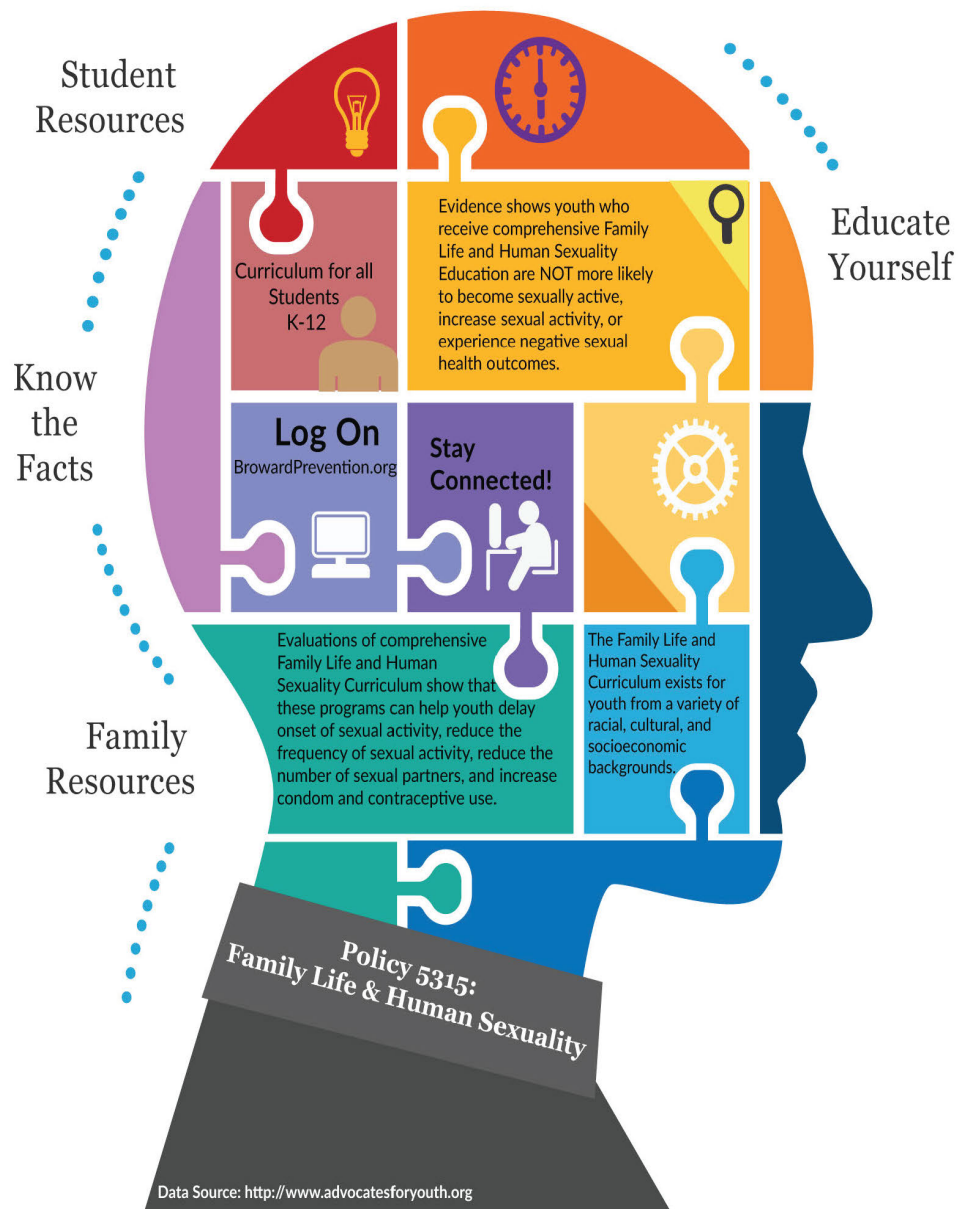 Student
Resources
Educate
Yourself
Know
the
Facts
Family
Resources
Curriculum for all
Students
K-12
Evidence shows youth who
receive comprehensive Family
Life and Human Sexuality
Education are NOT more likely
to become sexually active,
increase sexual activity, or
experience negative sexual
health outcomes.
Log On
BrowardPrevention.org
Stay
Connected!
Evaluations of comprehensive
Family Life and Human
Sexuality Curriculum show that
these programs can help youth delay
onset of sexual activity, reduce the
frequency of sexual activity, reduce the
number of sexual partners, and increase
condom and contraceptive use.
The Family Life and
Human Sexuality
Curriculum exists for
youth from a variety of
racial, cultural, and
socioeconomic
backgrounds.
Policy 5315:
Family Life & Human Sexuality
Data Source: http://www.advocatesforyouth.org